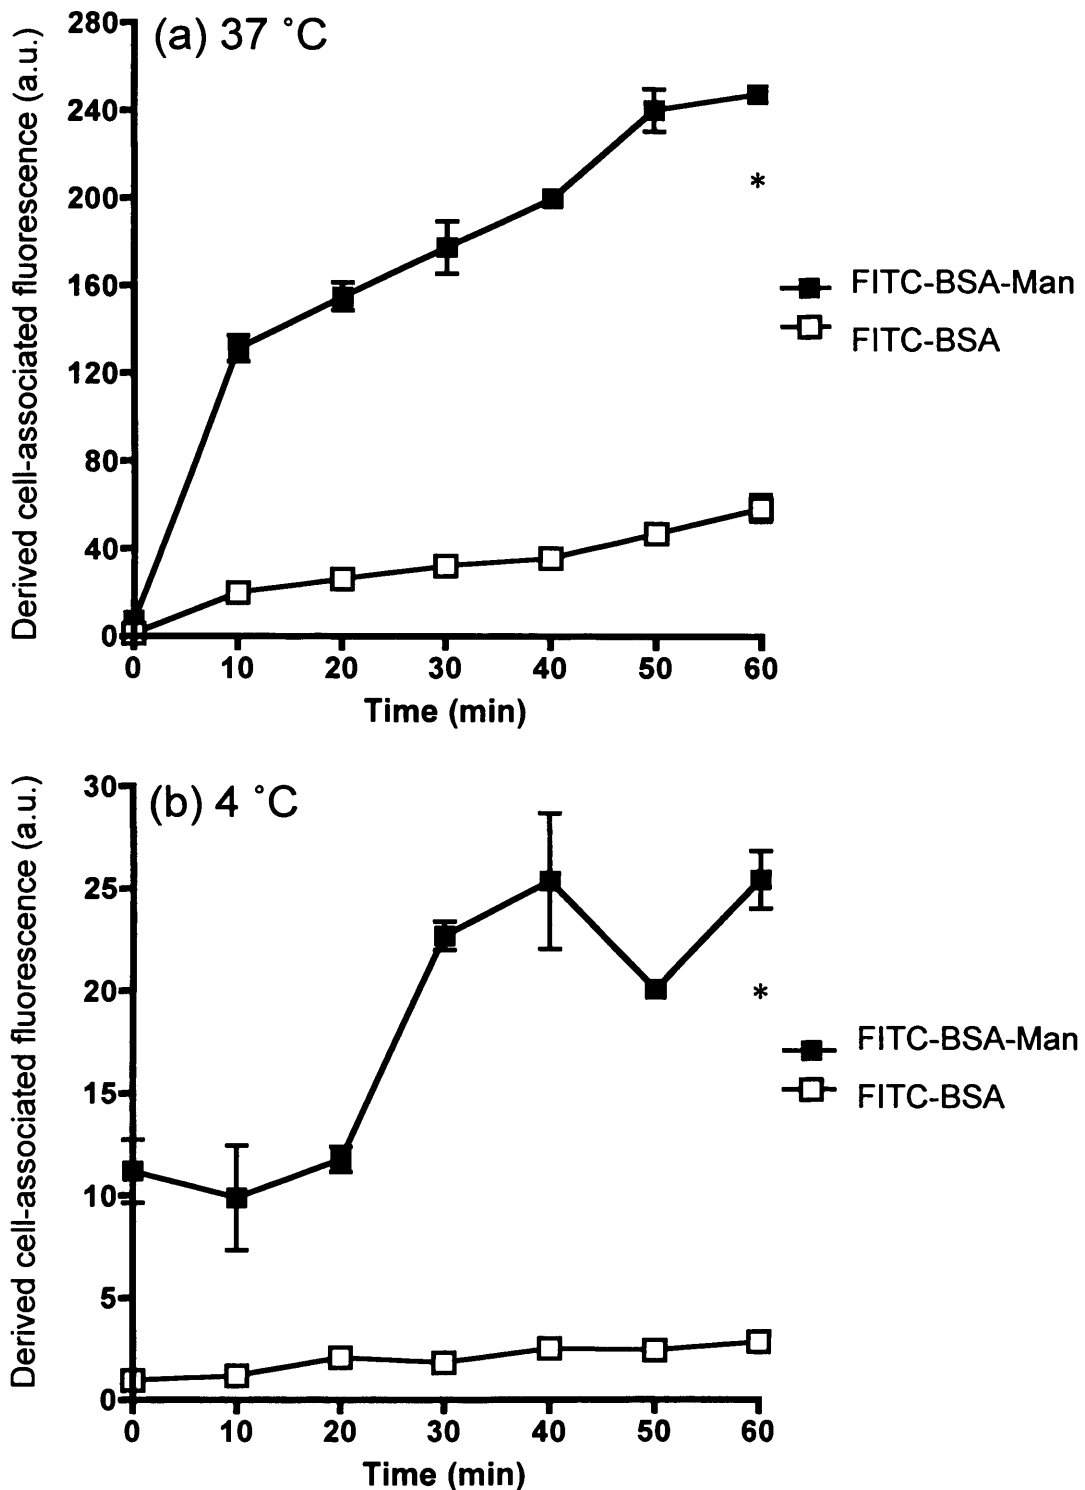 (a) 37 °C
Derived cell-associated fluorescence (a.u.)
280
240
200
160
120
80
40
0
*
FITC-BSA-Man
FITC-BSA
0 10 20 30 40 50 60
Time (min)
(b) 4 °C
Derived cell-associated fluorescence (a.u.)
30
25
20
15
10
5
0
*
FITC-BSA-Man
FITC-BSA
0 10 20 30 40 50 60
Time (min)